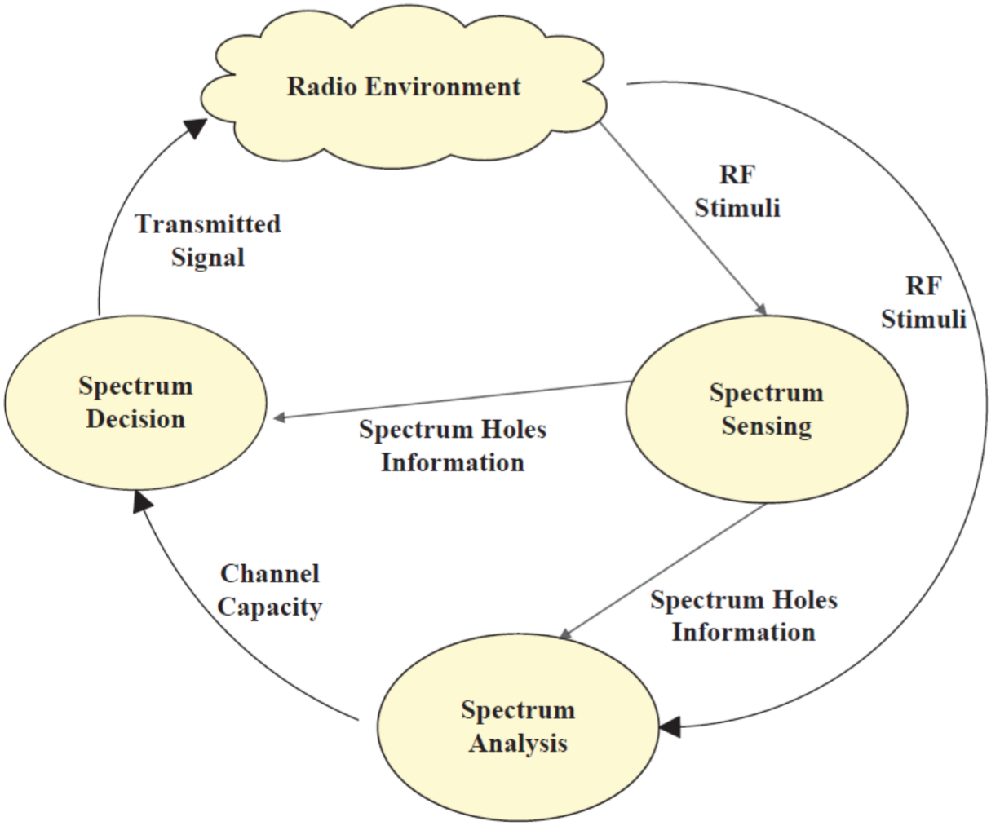 Radio Environment
RF
Stimuli
Transmitted
Signal
RF
Stimuli
Spectrum
Decision
Spectrum
Sensing
Spectrum Holes
Information
Channel
Capacity
Spectrum Holes
Information
Spectrum
Analysis